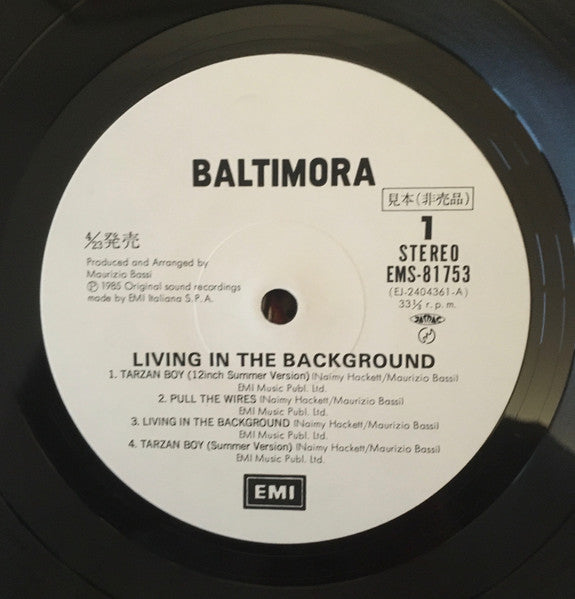 BALTIMORA
見本(非売品)
1
4/23発売
STEREO
EMS-81753
Produced and Arranged by
Maurizio Bassi
(EJ-2404361-A)
Ⓟ 1985 Original sound recordings
33⅓ r.p.m.
made by EMI Italiana S.P.A.
JASRAC
LIVING IN THE BACKGROUND
1. TARZAN BOY (12inch Summer Version) (Naimy Hackett/Maurizio Bassi)
EMI Music Publ. Ltd.
2. PULL THE WIRES (Naimy Hackett/Maurizio Bassi)
EMI Music Publ. Ltd.
3. LIVING IN THE BACKGROUND (Naimy Hackett/Maurizio Bassi)
EMI Music Publ. Ltd.
4. TARZAN BOY (Summer Version) (Naimy Hackett/Maurizio Bassi)
EMI Music Publ. Ltd.
EMI